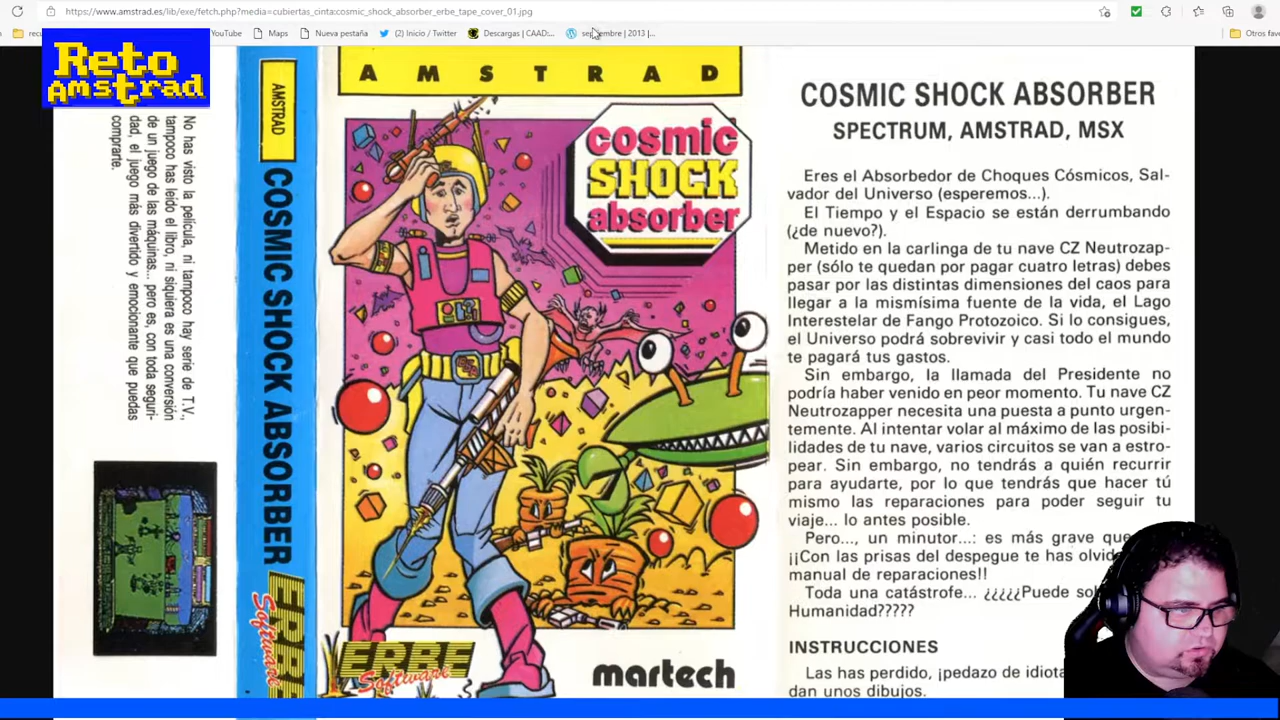 https://www.amstrad.es/lib/exe/fetch.php?media=cubiertas_cinta:cosmic_shock_absorber_erbe_tape_cover_01.jpg
YouTube
Maps
Nueva pestaña
(2) Inicio / Twitter
Descargas | CAAD:...
septiembre | 2013 |...
Otros fav
Reto
Amstrad
No has visto la película, ni tampoco hay serie de T.V.,
tampoco has leído el libro, ni siquiera es una conversión
de un juego de las máquinas... pero es, con toda seguri-
dad, el juego más divertido y emocionante que puedas
comprarte.
AMSTRAD
COSMIC SHOCK ABSORBER
ERBE
Software
AMSTRAD
cosmic
SHOCK
absorber
ERBE
Software
martech
COSMIC SHOCK ABSORBER
SPECTRUM, AMSTRAD, MSX
Eres el Absorbedor de Choques Cósmicos, Sal-
vador del Universo (esperemos...).
El Tiempo y el Espacio se están derrumbando
(¿de nuevo?).
Metido en la carlinga de tu nave CZ Neutrozap-
per (sólo te quedan por pagar cuatro letras) debes
pasar por las distintas dimensiones del caos para
llegar a la mismísima fuente de la vida, el Lago
Interestelar de Fango Protozoico. Si lo consigues,
el Universo podrá sobrevivir y casi todo el mundo
te pagará tus gastos.
Sin embargo, la llamada del Presidente no
podría haber venido en peor momento. Tu nave CZ
Neutrozapper necesita una puesta a punto urgen-
temente. Al intentar volar al máximo de las posibi-
lidades de tu nave, varios circuitos se van a estro-
pear. Sin embargo, no tendrás a quién recurrir
para ayudarte, por lo que tendrás que hacer tú
mismo las reparaciones para poder seguir tu
viaje... lo antes posible.
Pero..., un minutor...: es más grave que
¡¡Con las prisas del despegue te has olvid
manual de reparaciones!!
Toda una catástrofe... ¿¿¿¿¿Puede so
Humanidad?????
INSTRUCCIONES
Las has perdido, ¡pedazo de idiota
dan unos dibujos.